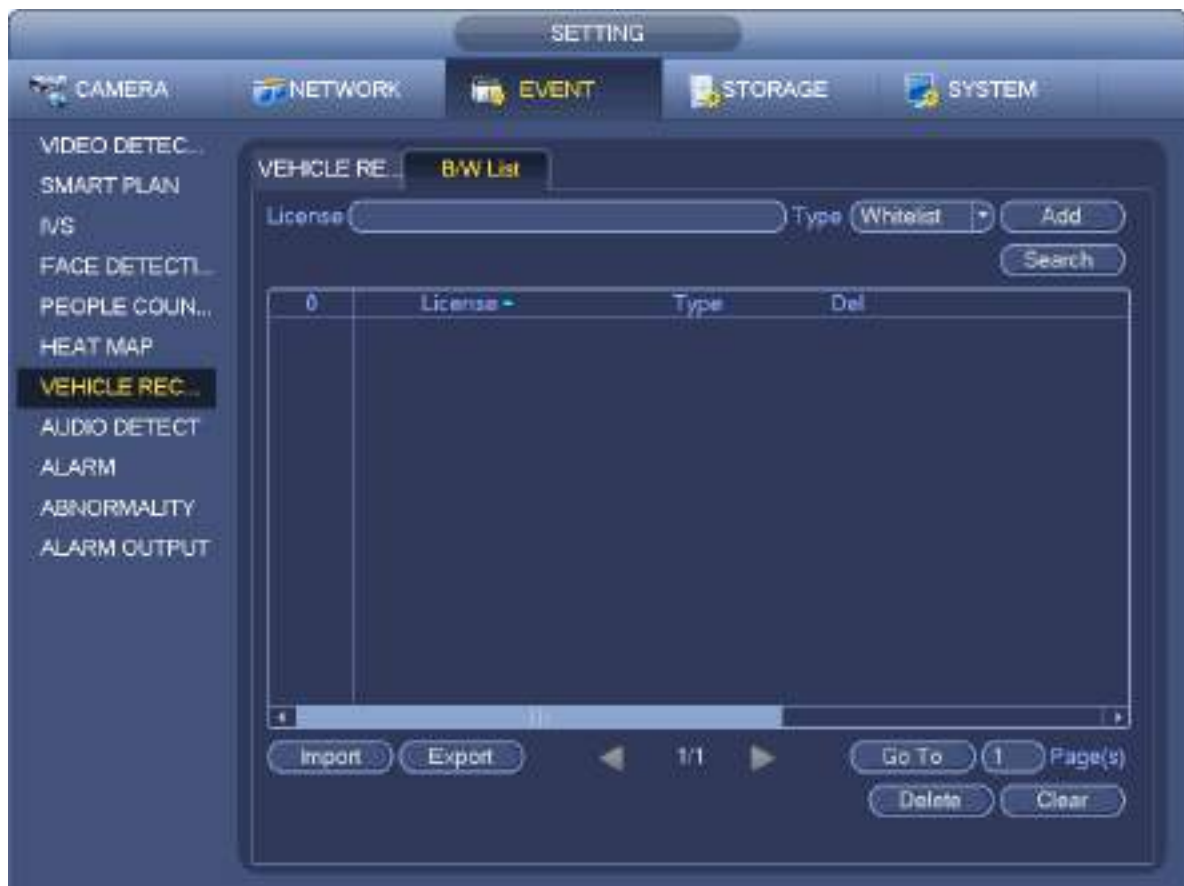 SETTING
CAMERA NETWORK EVENT STORAGE SYSTEM
VIDEO DETEC...
SMART PLAN
IVS
FACE DETECTI...
PEOPLE COUN...
HEAT MAP
VEHICLE REC...
AUDIO DETECT
ALARM
ABNORMALITY
ALARM OUTPUT
VEHICLE RE... B/W List
License Type Whitelist Add
Search
0 License Type Del
Import Export 1/1 Go To 1 Page(s)
Delete Clear